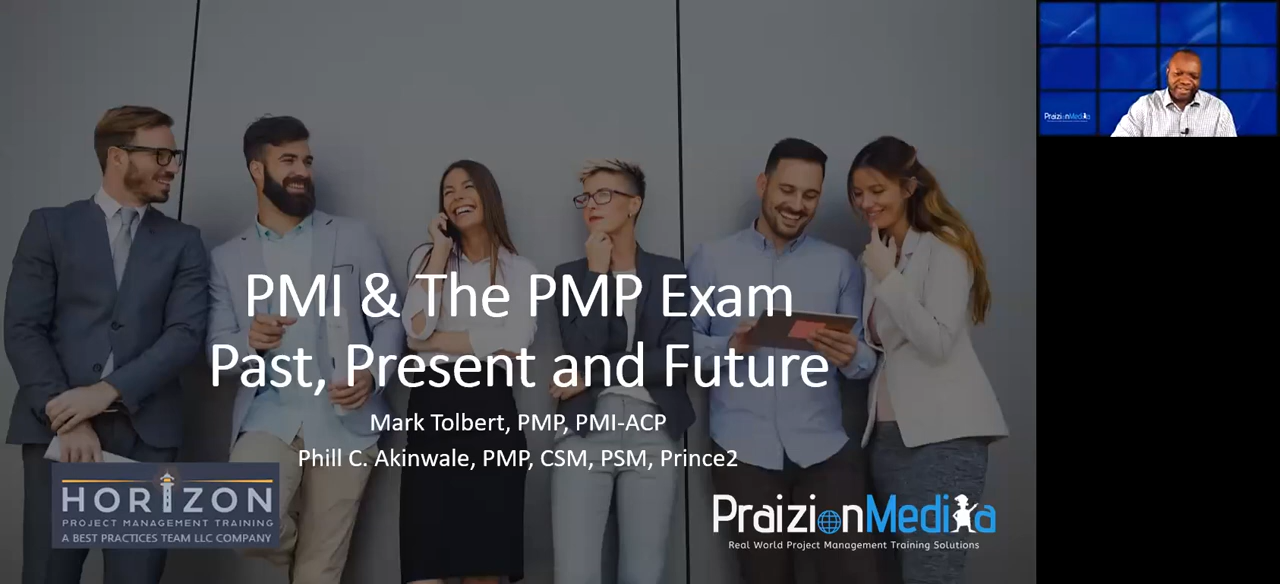 PMI & The PMP Exam
Past, Present and Future
Mark Tolbert, PMP, PMI-ACP
Phill C. Akinwale, PMP, CSM, PSM, Prince2
HORIZON
PROJECT MANAGEMENT TRAINING
A BEST PRACTICES TEAM LLC COMPANY
PraizionMedia
Real World Project Management Training Solutions
PraizionMedia